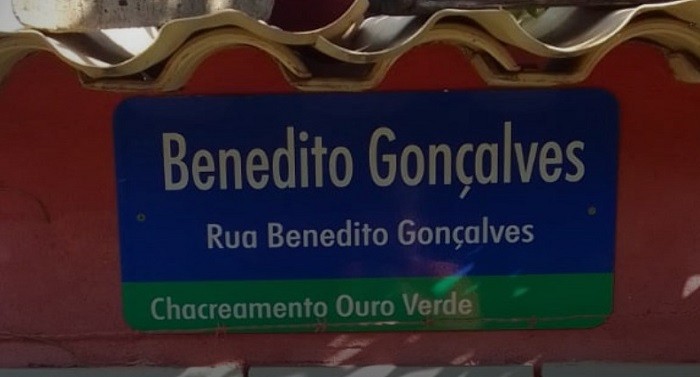 Benedito Gonçalves
Rua Benedito Gonçalves
Chacreamento Ouro Verde